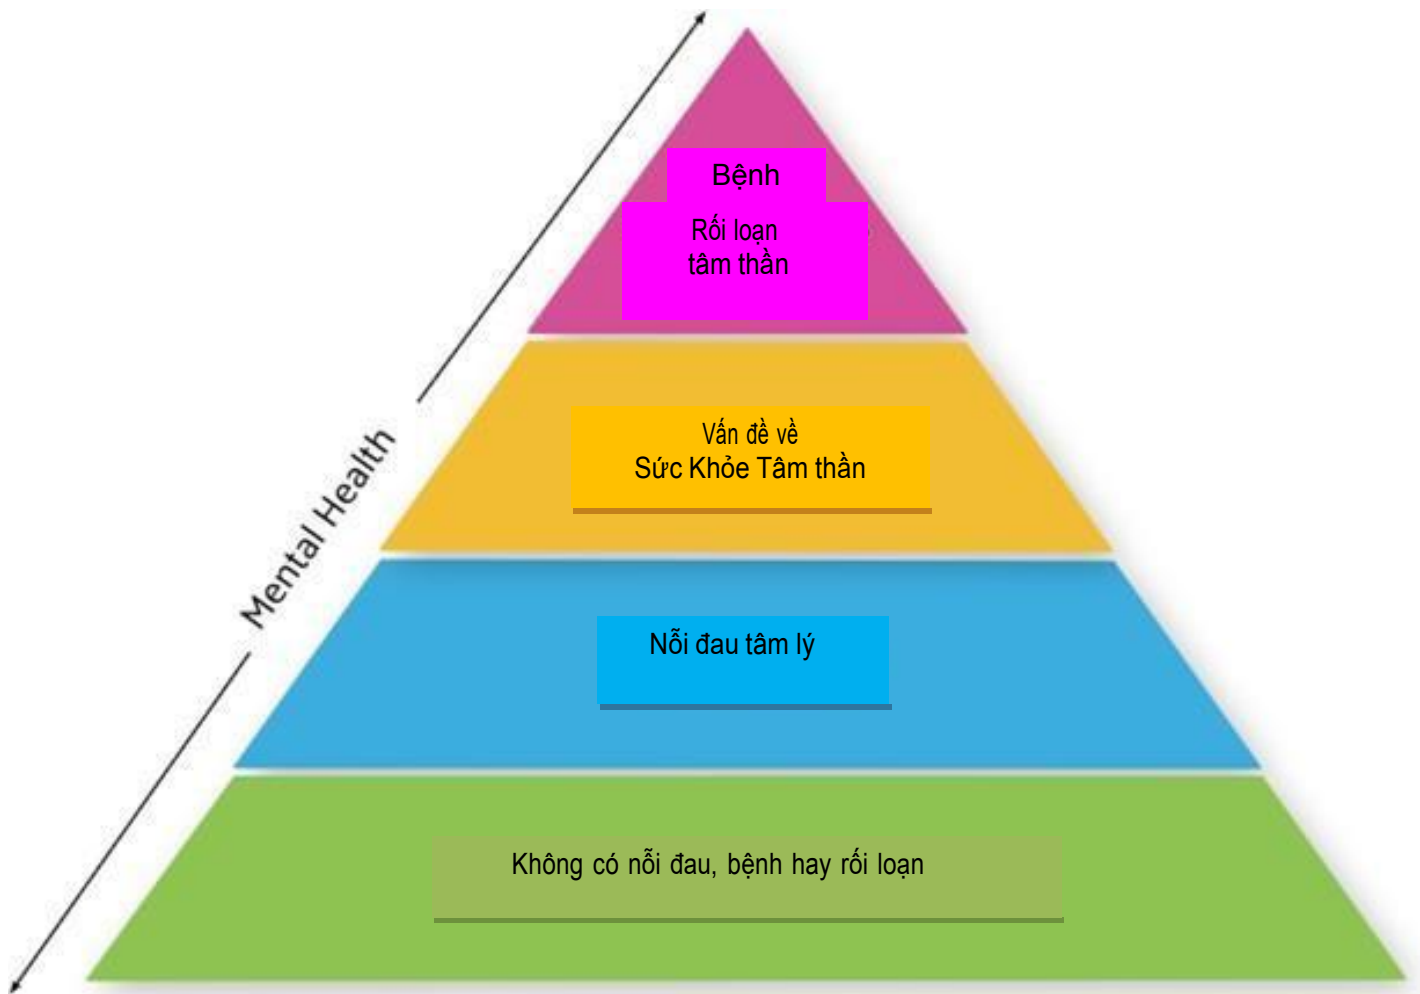 Bệnh
Rối loạn
tâm thần
Vấn đề về
Sức Khỏe Tâm thần
Mental Health
Nỗi đau tâm lý
Không có nỗi đau, bệnh hay rối loạn